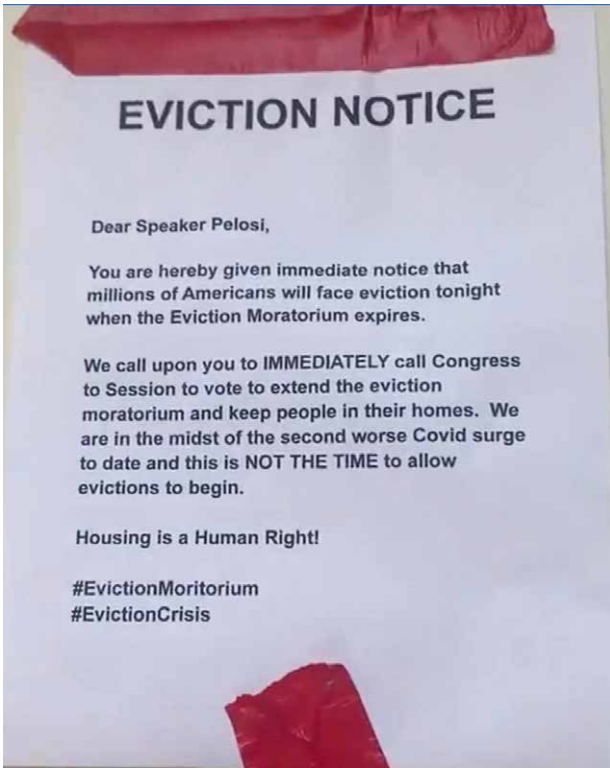 EVICTION NOTICE
Dear Speaker Pelosi,
You are hereby given immediate notice that
millions of Americans will face eviction tonight
when the Eviction Moratorium expires.
We call upon you to IMMEDIATELY call Congress
to Session to vote to extend the eviction
moratorium and keep people in their homes.  We
are in the midst of the second worse Covid surge
to date and this is NOT THE TIME to allow
evictions to begin.
Housing is a Human Right!
#EvictionMoritorium
#EvictionCrisis